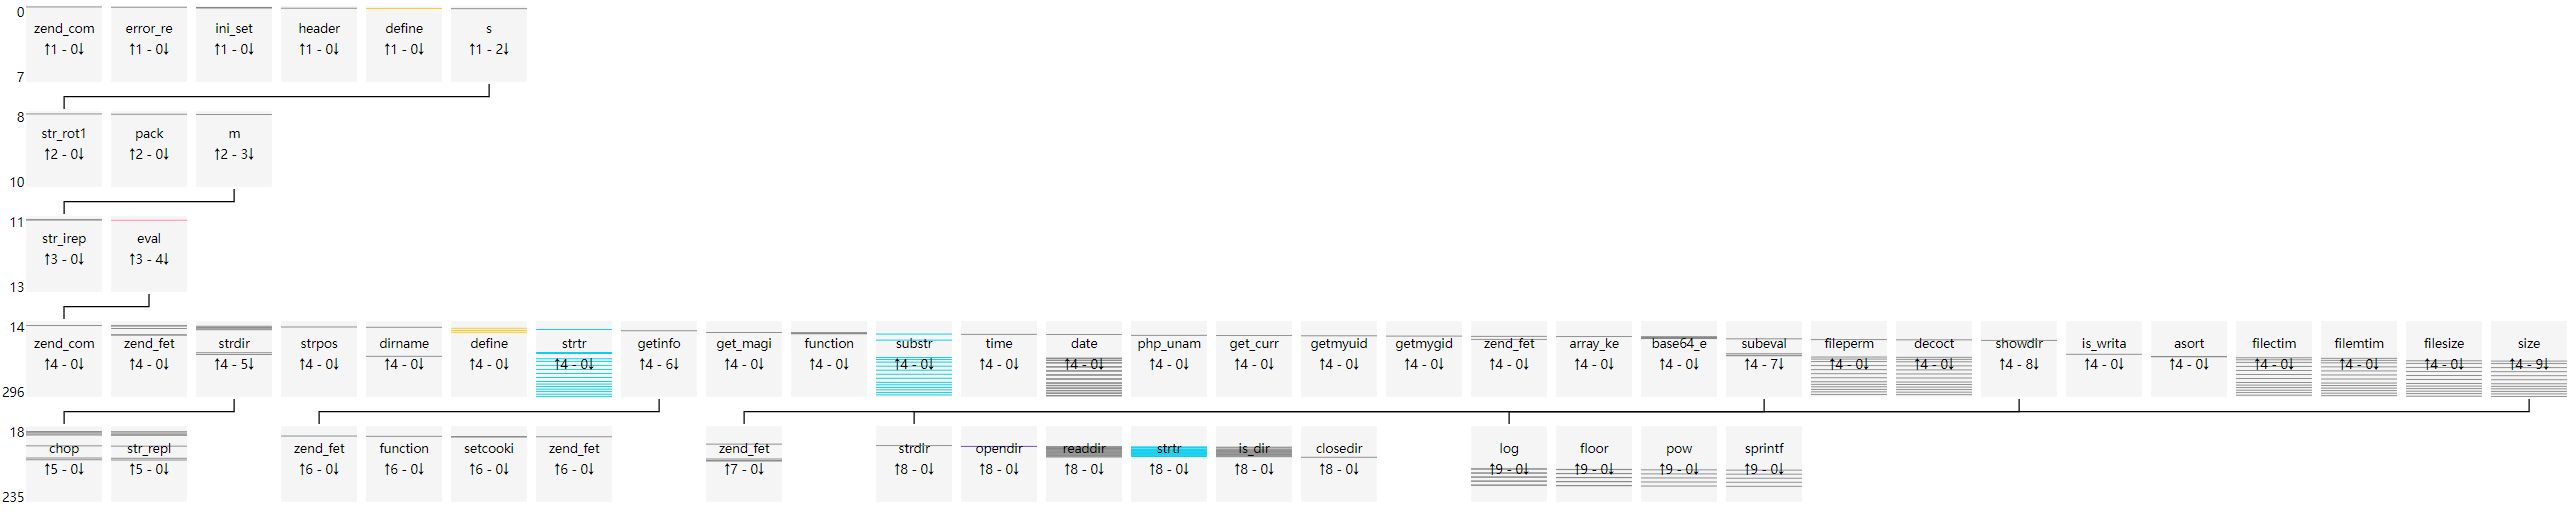 0
zend_com error_re ini_set header define s
↑1 - 0↓ ↑1 - 0↓ ↑1 - 0↓ ↑1 - 0↓ ↑1 - 0↓ ↑1 - 2↓
7
8
str_rot1 pack m
↑2 - 0↓ ↑2 - 0↓ ↑2 - 3↓
10
11
str_irep eval
↑3 - 0↓ ↑3 - 4↓
13
14
zend_com zend_fet strdir strpos dirname define strtr getinfo get_magi function substr time date php_unam get_curr getmyuid getmygid zend_fet array_ke base64_e subeval fileperm decoct showdir is_writa asort filectim filemtim filesize size
↑4 - 0↓ ↑4 - 0↓ ↑4 - 5↓ ↑4 - 0↓ ↑4 - 0↓ ↑4 - 0↓ ↑4 - 0↓ ↑4 - 6↓ ↑4 - 0↓ ↑4 - 0↓ ↑4 - 0↓ ↑4 - 0↓ ↑4 - 0↓ ↑4 - 0↓ ↑4 - 0↓ ↑4 - 0↓ ↑4 - 0↓ ↑4 - 0↓ ↑4 - 0↓ ↑4 - 0↓ ↑4 - 7↓ ↑4 - 0↓ ↑4 - 0↓ ↑4 - 8↓ ↑4 - 0↓ ↑4 - 0↓ ↑4 - 0↓ ↑4 - 0↓ ↑4 - 0↓ ↑4 - 9↓
296
18
chop str_repl zend_fet function setcooki zend_fet zend_fet strdir opendir readdir strtr is_dir closedir log floor pow sprintf
↑5 - 0↓ ↑5 - 0↓ ↑6 - 0↓ ↑6 - 0↓ ↑6 - 0↓ ↑6 - 0↓ ↑7 - 0↓ ↑8 - 0↓ ↑8 - 0↓ ↑8 - 0↓ ↑8 - 0↓ ↑8 - 0↓ ↑8 - 0↓ ↑9 - 0↓ ↑9 - 0↓ ↑9 - 0↓ ↑9 - 0↓
235